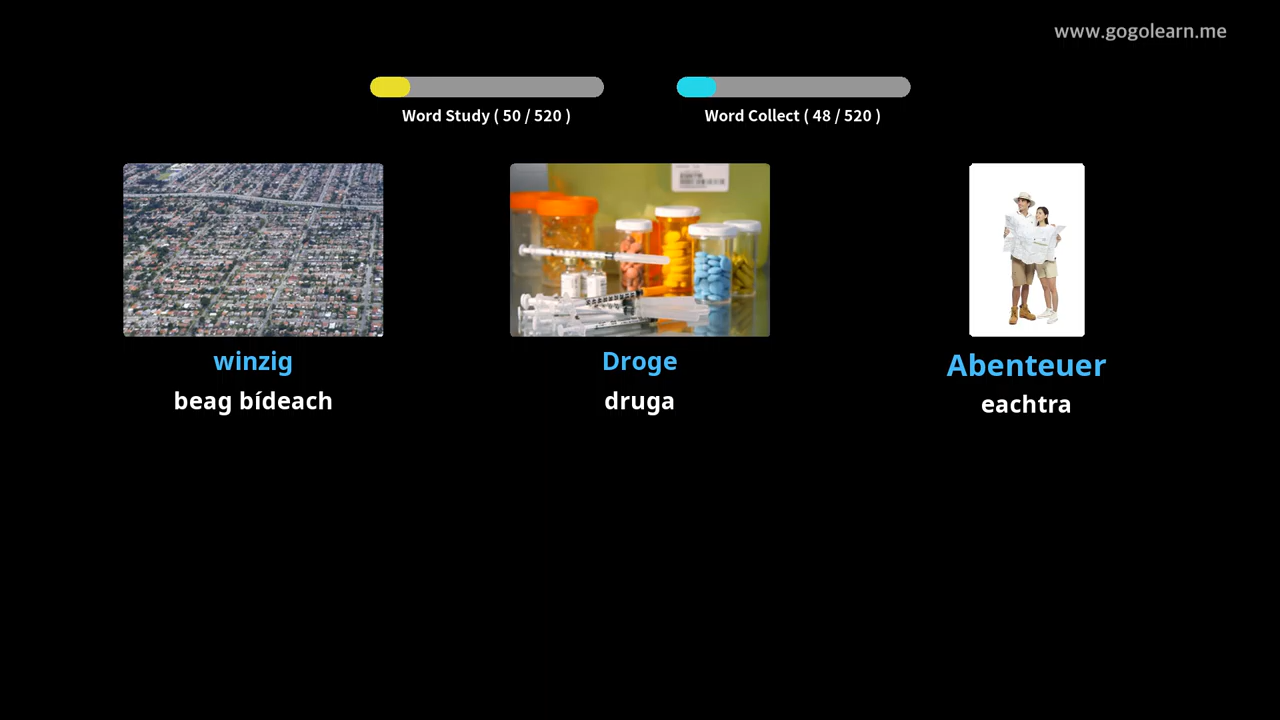 www.gogolearn.me
Word Study ( 50 / 520 )
Word Collect ( 48 / 520 )
winzig
beag bídeach
Droge
druga
Abenteuer
eachtra